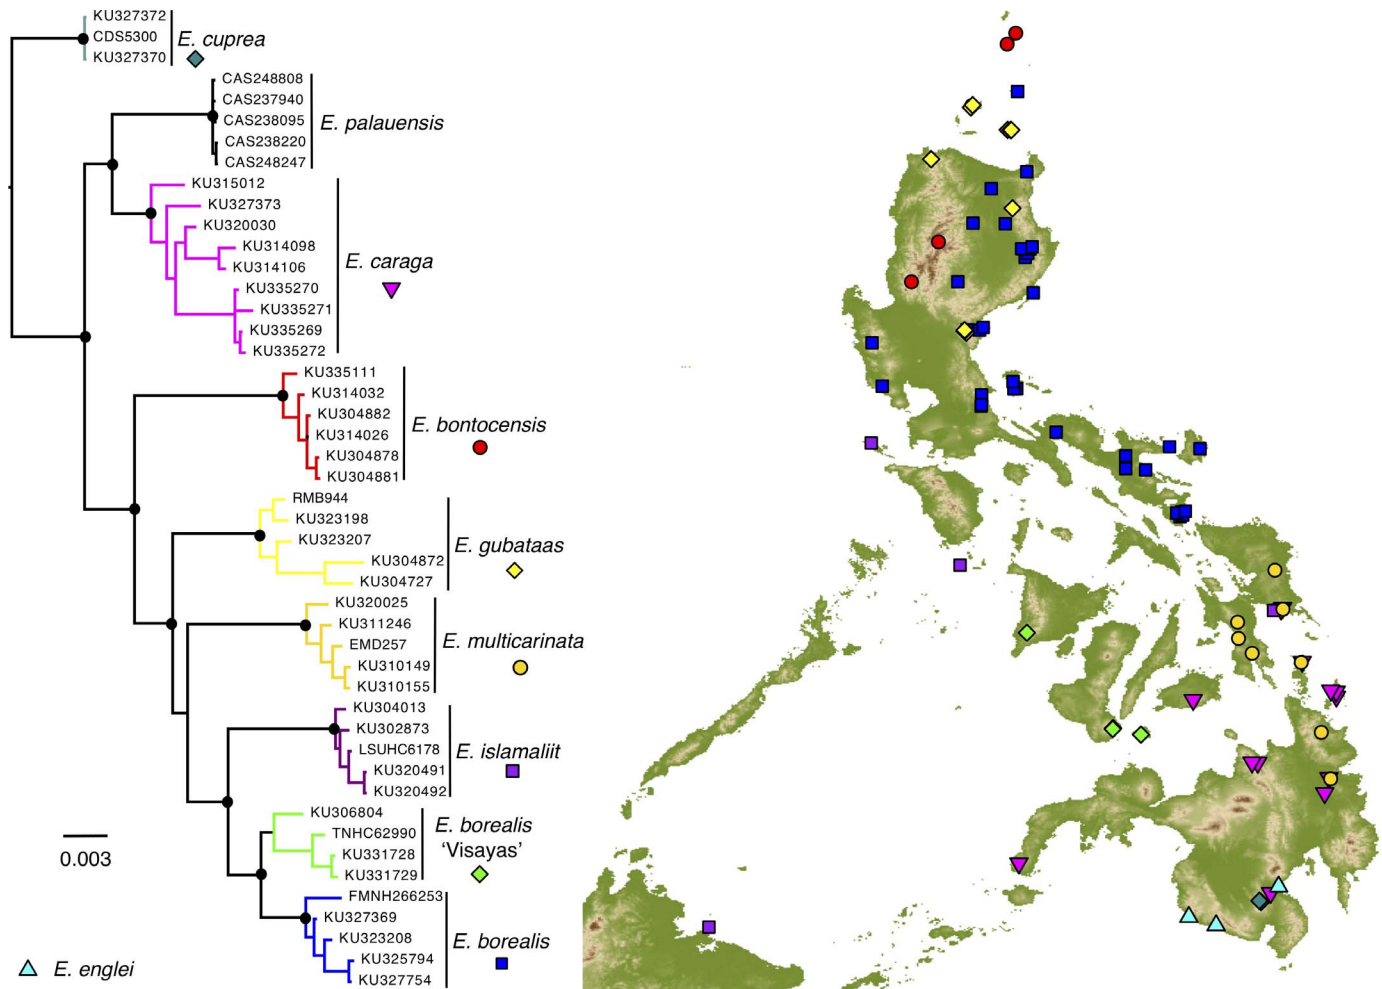 KU327372
CDS5300
KU327370
E. cuprea
CAS248808
CAS237940
CAS238095
CAS238220
CAS248247
E. palauensis
KU315012
KU327373
KU320030
KU314098
KU314106
KU335270
KU335271
KU335269
KU335272
E. caraga
KU335111
KU314032
KU304882
KU314026
KU304878
KU304881
E. bontocensis
RMB944
KU323198
KU323207
KU304872
KU304727
E. gubataas
KU320025
KU311246
EMD257
KU310149
KU310155
E. multicarinata
KU304013
KU302873
LSUHC6178
KU320491
KU320492
E. islamaliit
KU306804
TNHC62990
KU331728
KU331729
E. borealis
'Visayas'
FMNH266253
KU327369
KU323208
KU325794
KU327754
E. borealis
0.003
E. englei